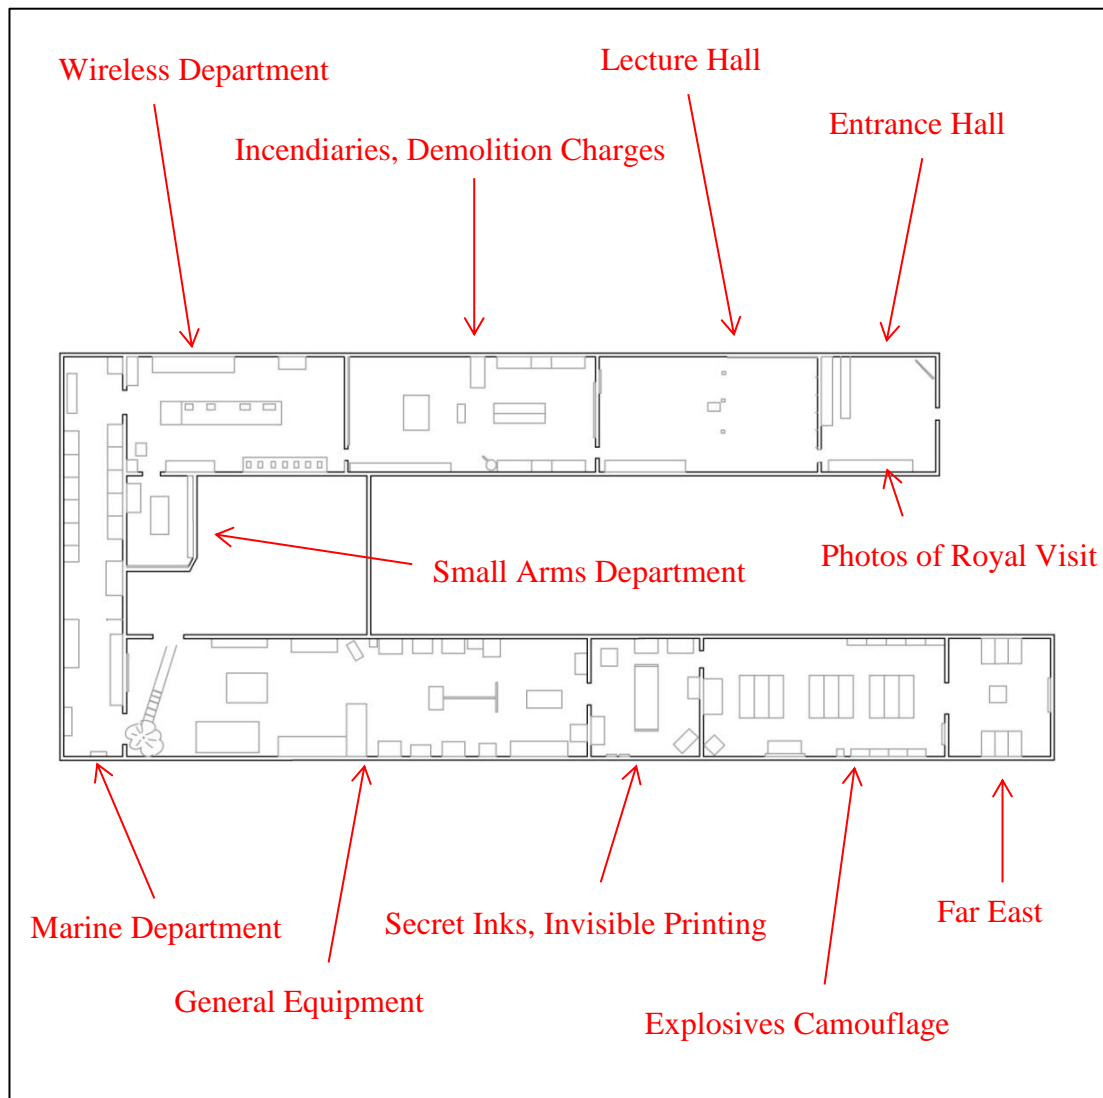 Lecture Hall
Wireless Department
Entrance Hall
Incendiaries, Demolition Charges
Photos of Royal Visit
Small Arms Department
Far East
Secret Inks, Invisible Printing
Marine Department
General Equipment
Explosives Camouflage